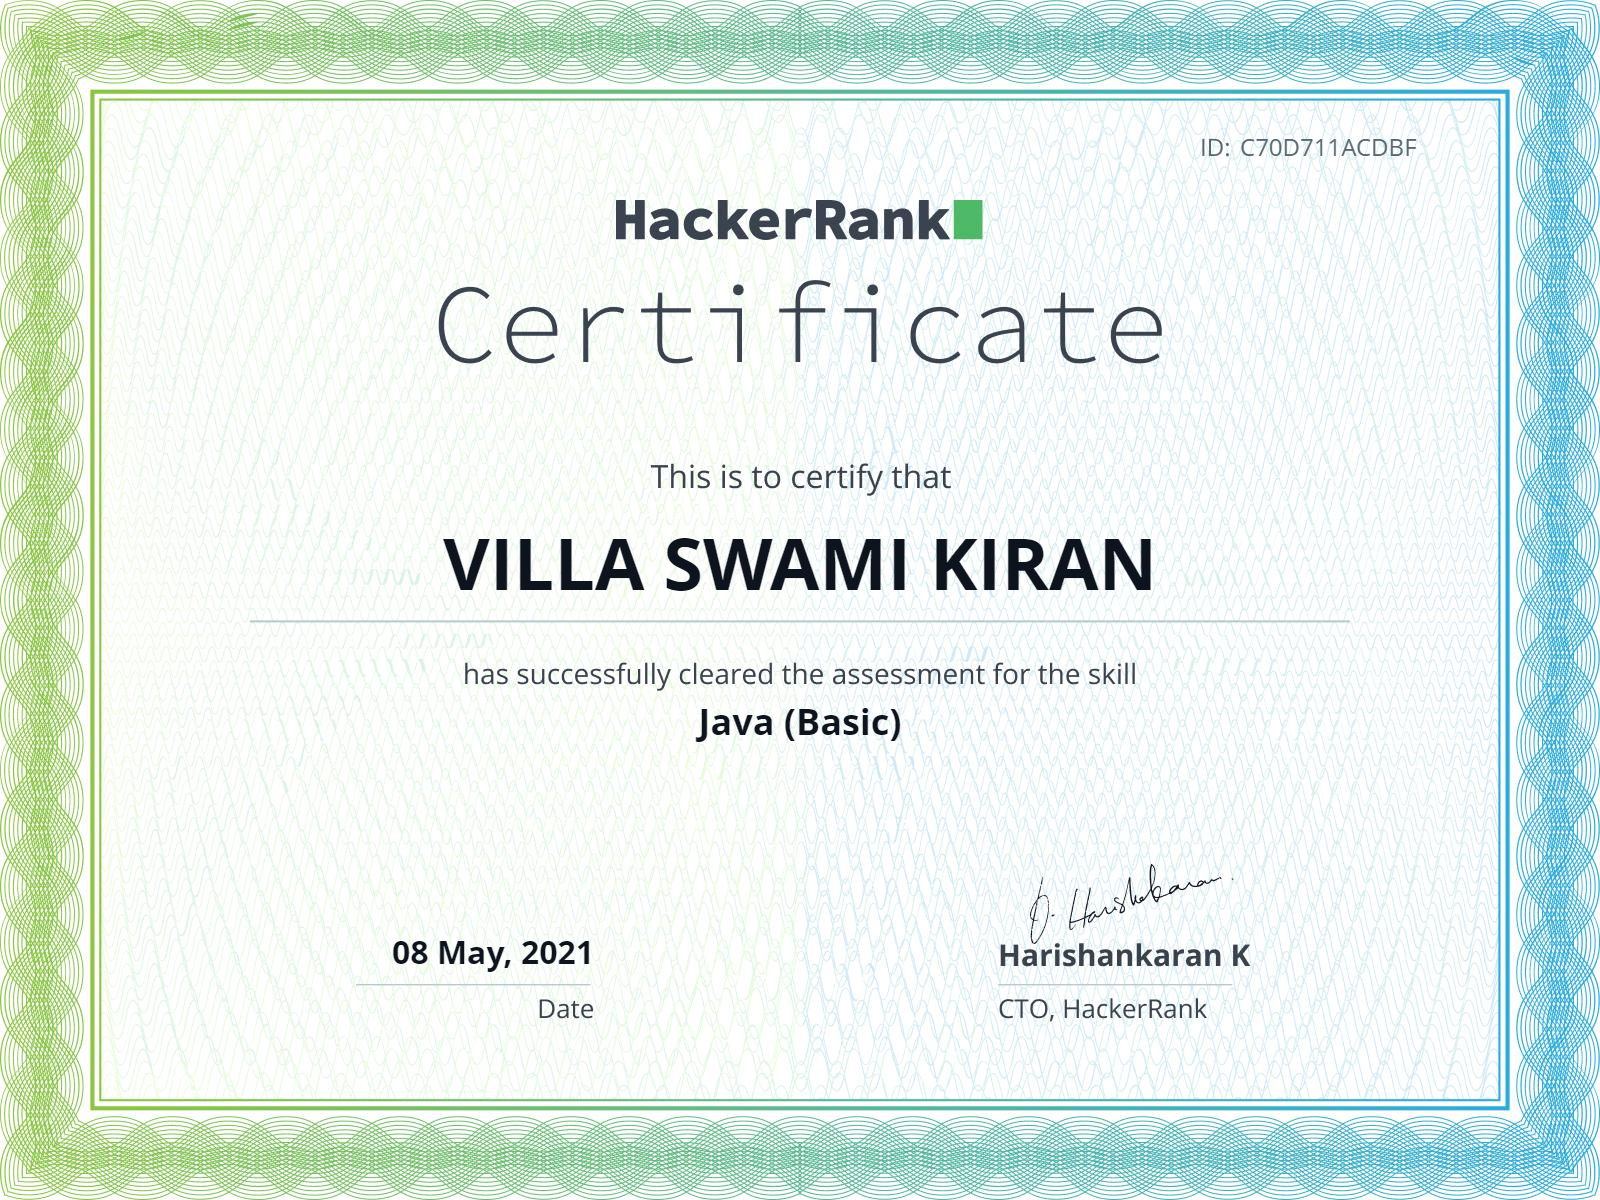 ID: C70D711ACDBF
HackerRank
Certificate
This is to certify that
VILLA SWAMI KIRAN
has successfully cleared the assessment for the skill
Java (Basic)
08 May, 2021
Date
Harishankaran K
CTO, HackerRank